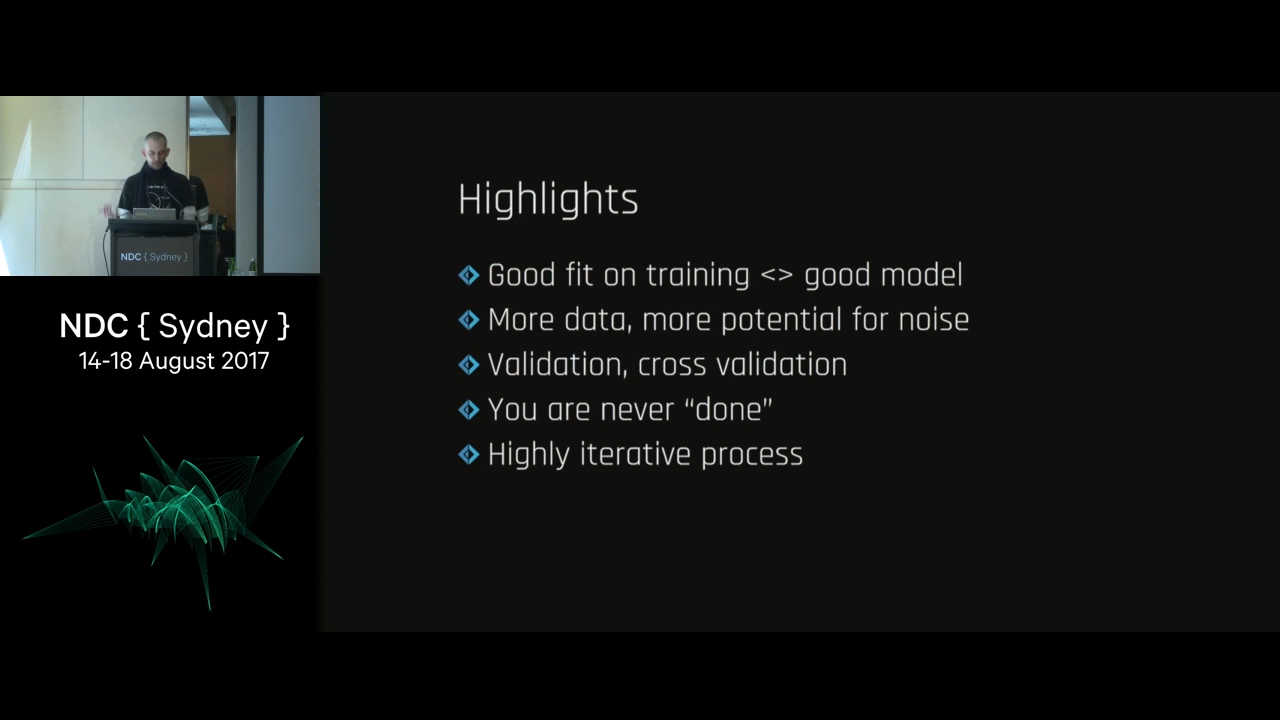 NDC { Sydney }
NDC { Sydney }
14-18 August 2017
Highlights
Good fit on training <> good model
More data, more potential for noise
Validation, cross validation
You are never “done”
Highly iterative process